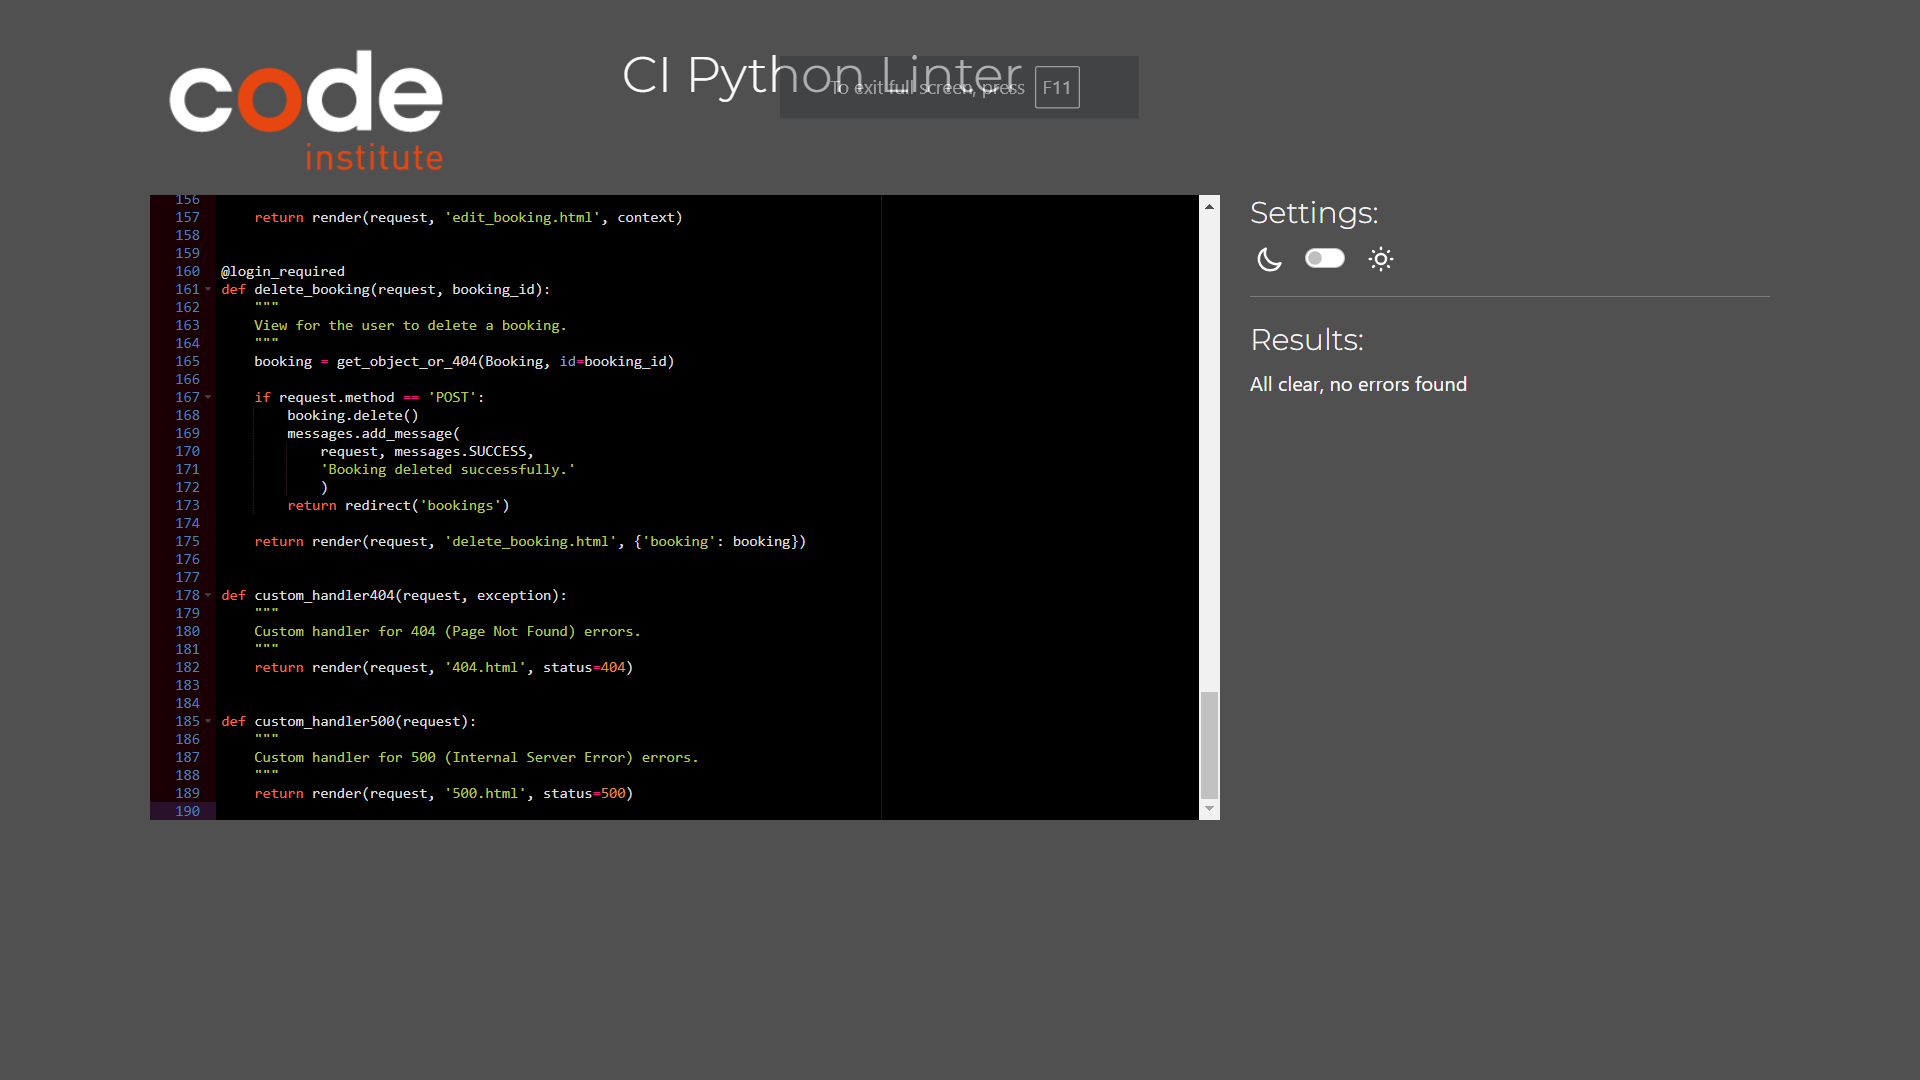 code
institute
CI Python Linter
To exit full screen, press F11
156
157     return render(request, 'edit_booking.html', context)
158
159
160 @login_required
161 def delete_booking(request, booking_id):
162     """
163     View for the user to delete a booking.
164     """
165     booking = get_object_or_404(Booking, id=booking_id)
166
167     if request.method == 'POST':
168         booking.delete()
169         messages.add_message(
170             request, messages.SUCCESS,
171             'Booking deleted successfully.'
172             )
173         return redirect('bookings')
174
175     return render(request, 'delete_booking.html', {'booking': booking})
176
177
178 def custom_handler404(request, exception):
179     """
180     Custom handler for 404 (Page Not Found) errors.
181     """
182     return render(request, '404.html', status=404)
183
184
185 def custom_handler500(request):
186     """
187     Custom handler for 500 (Internal Server Error) errors.
188     """
189     return render(request, '500.html', status=500)
190
Settings:
Results:
All clear, no errors found